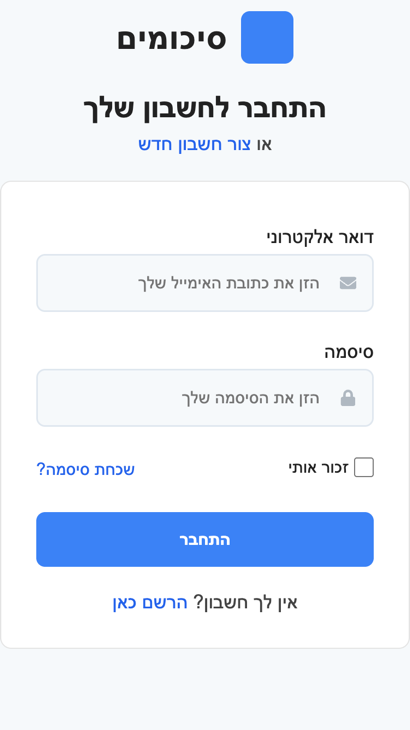 סיכומים
התחבר לחשבון שלך
או צור חשבון חדש
דואר אלקטרוני
הזן את כתובת האימייל שלך
סיסמה
הזן את הסיסמה שלך
זכור אותי
שכחת סיסמה?
התחבר
אין לך חשבון? הרשם כאן